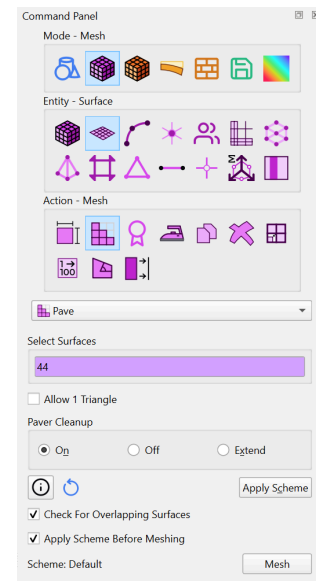 Command Panel
Mode - Mesh
Entity - Surface
Action - Mesh
1
100
Pave
Select Surfaces
44
Allow 1 Triangle
Paver Cleanup
On
Off
Extend
Apply Scheme
Check For Overlapping Surfaces
Apply Scheme Before Meshing
Scheme: Default
Mesh